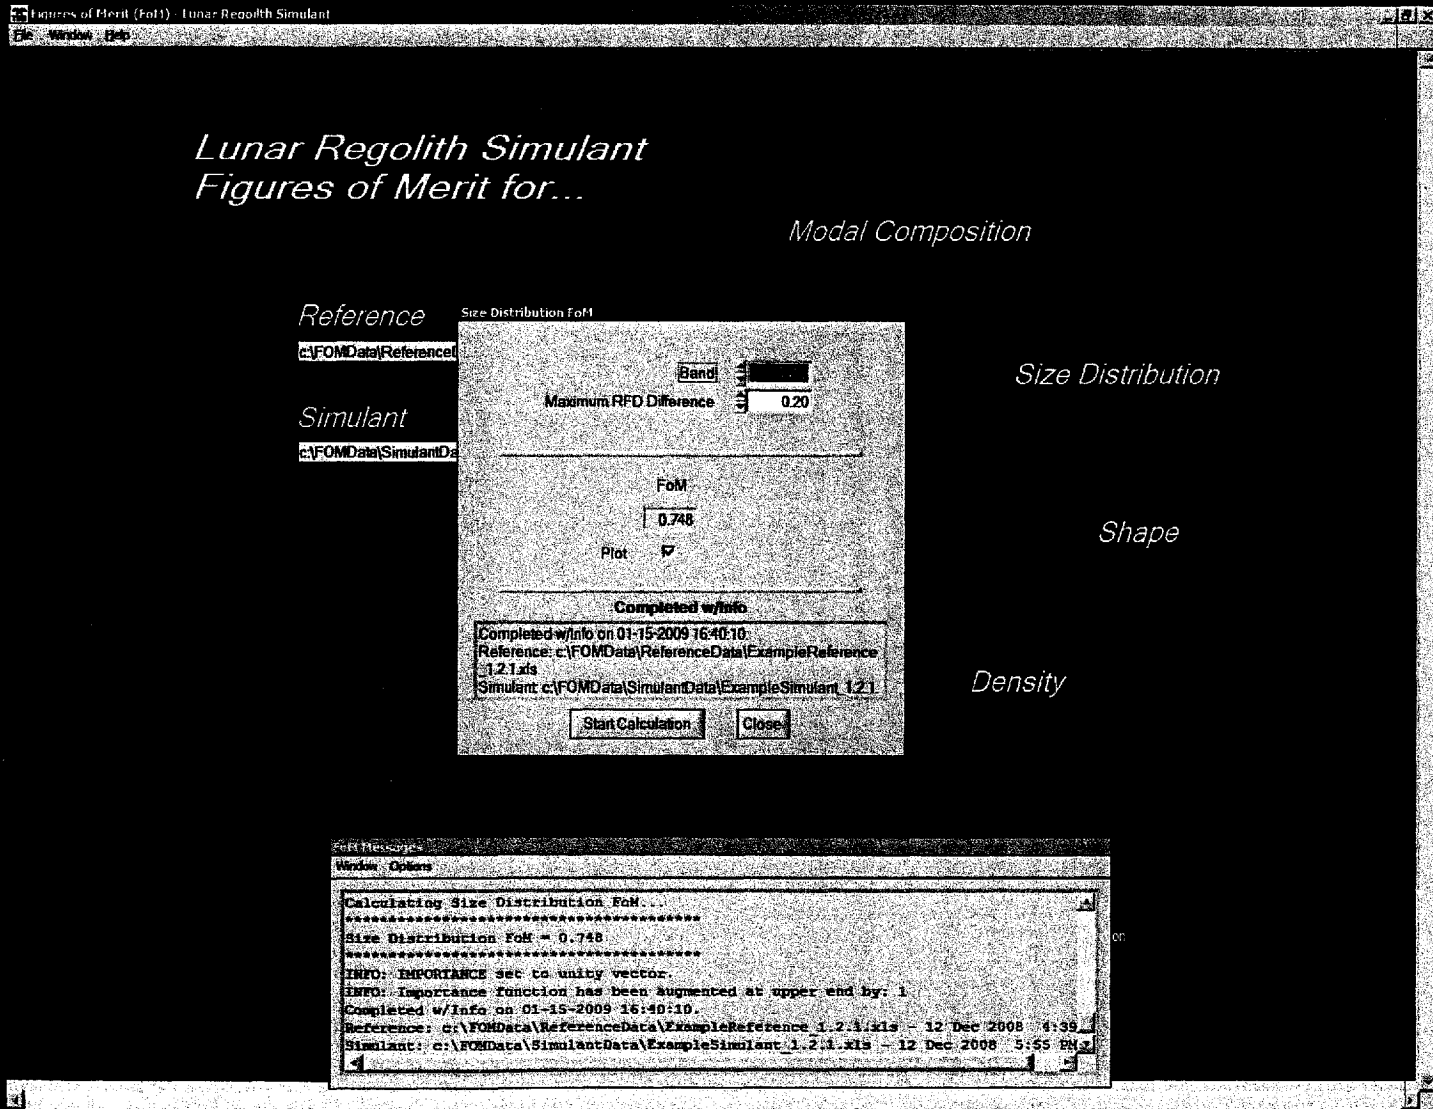 Figures of Merit (FoM) - Lunar Regolith Simulant
File Window Help
Lunar Regolith Simulant
Figures of Merit for...
Modal Composition
Reference
c:\FOMData\Reference
Simulant
c:\FOMData\SimulantDa
Size Distribution FoM
Band
Maximum RFD Difference 0.20
FoM
0.748
Plot
Completed w/Info
Completed w/Info on 01-15-2009 16:40:10
Reference: c:\FOMData\ReferenceData\ExampleReference
_1.2.1.xls
Simulant: c:\FOMData\SimulantData\ExampleSimulant_1.2.1.
Start Calculation Close
Size Distribution
Shape
Density
FoM Messages
Window Options
Calculating Size Distribution FoM...
*****************************************
Size Distribution FoM = 0.748
*****************************************
INFO: IMPORTANCE set to unity vector.
INFO: Importance function has been augmented at upper end by: 1
Completed w/Info on 01-15-2009 16:40:10.
Reference: c:\FOMData\ReferenceData\ExampleReference_1.2.1.xls - 12 Dec 2008 4:39
Simulant: c:\FOMData\SimulantData\ExampleSimulant_1.2.1.xls - 12 Dec 2008 5:55 PM
on